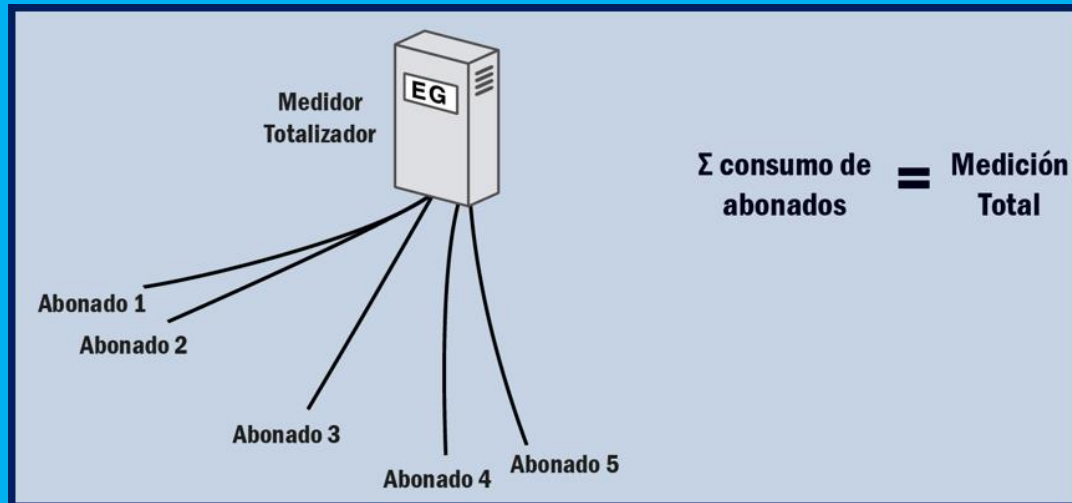 EG
Medidor
Totalizador
Σ consumo de
abonados
=
Medición
Total
Abonado 1
Abonado 2
Abonado 3
Abonado 4
Abonado 5